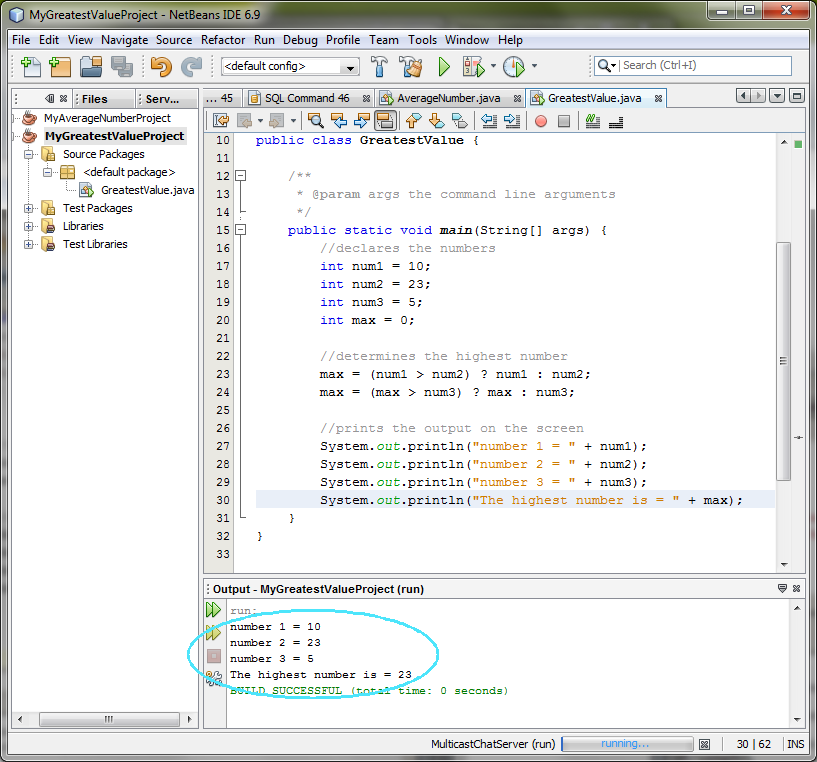 MyGreatestValueProject - NetBeans IDE 6.9
File Edit View Navigate Source Refactor Run Debug Profile Team Tools Window Help
<default config>
Search (Ctrl+I)
Files
Serv...
... 45
SQL Command 46
AverageNumber.java
GreatestValue.java
MyAverageNumberProject
MyGreatestValueProject
Source Packages
<default package>
GreatestValue.java
Test Packages
Libraries
Test Libraries
10 public class GreatestValue {
11
12 /**
13 * @param args the command line arguments
14 */
15 public static void main(String[] args) {
16 //declares the numbers
17 int num1 = 10;
18 int num2 = 23;
19 int num3 = 5;
20 int max = 0;
21
22 //determines the highest number
23 max = (num1 > num2) ? num1 : num2;
24 max = (max > num3) ? max : num3;
25
26 //prints the output on the screen
27 System.out.println("number 1 = " + num1);
28 System.out.println("number 2 = " + num2);
29 System.out.println("number 3 = " + num3);
30 System.out.println("The highest number is = " + max);
31 }
32 }
33
Output - MyGreatestValueProject (run)
run:
number 1 = 10
number 2 = 23
number 3 = 5
The highest number is = 23
BUILD SUCCESSFUL (total time: 0 seconds)
MulticastChatServer (run)
running...
30 | 62
INS